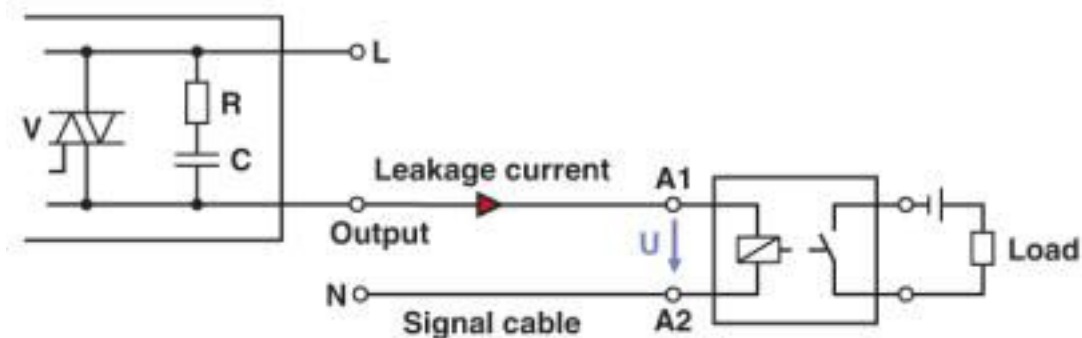 L
V
R
C
Leakage current
A1
Output
U
Load
N
Signal cable
A2